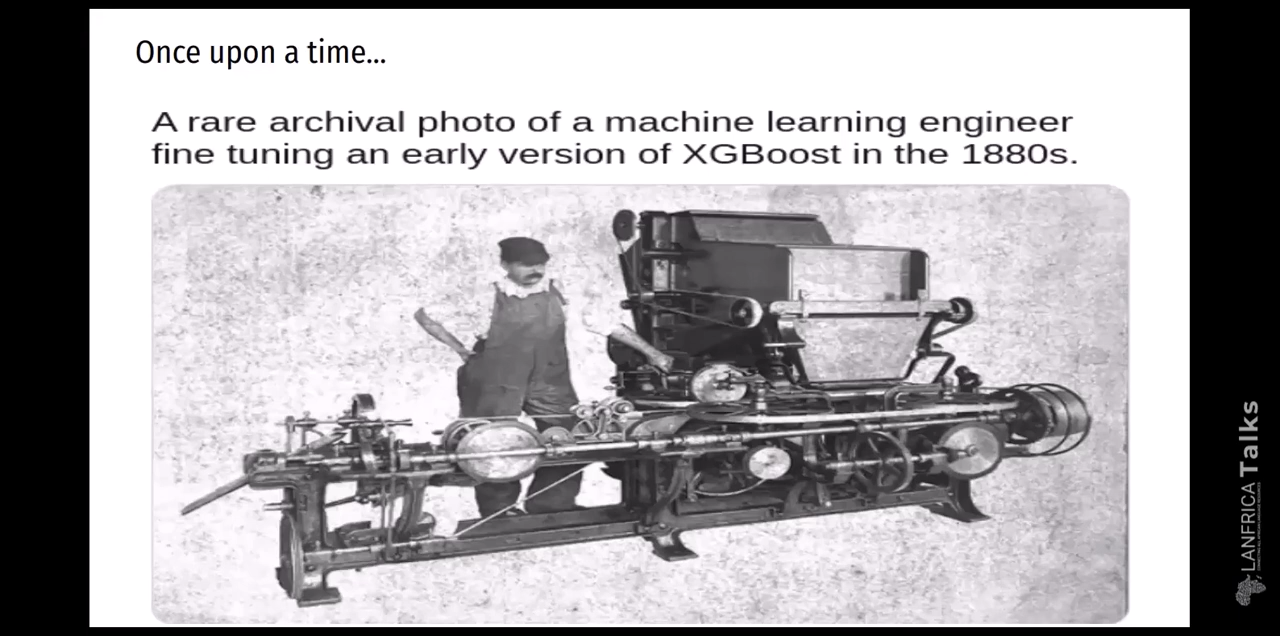 Once upon a time...
A rare archival photo of a machine learning engineer
fine tuning an early version of XGBoost in the 1880s.
LANFRICA Talks